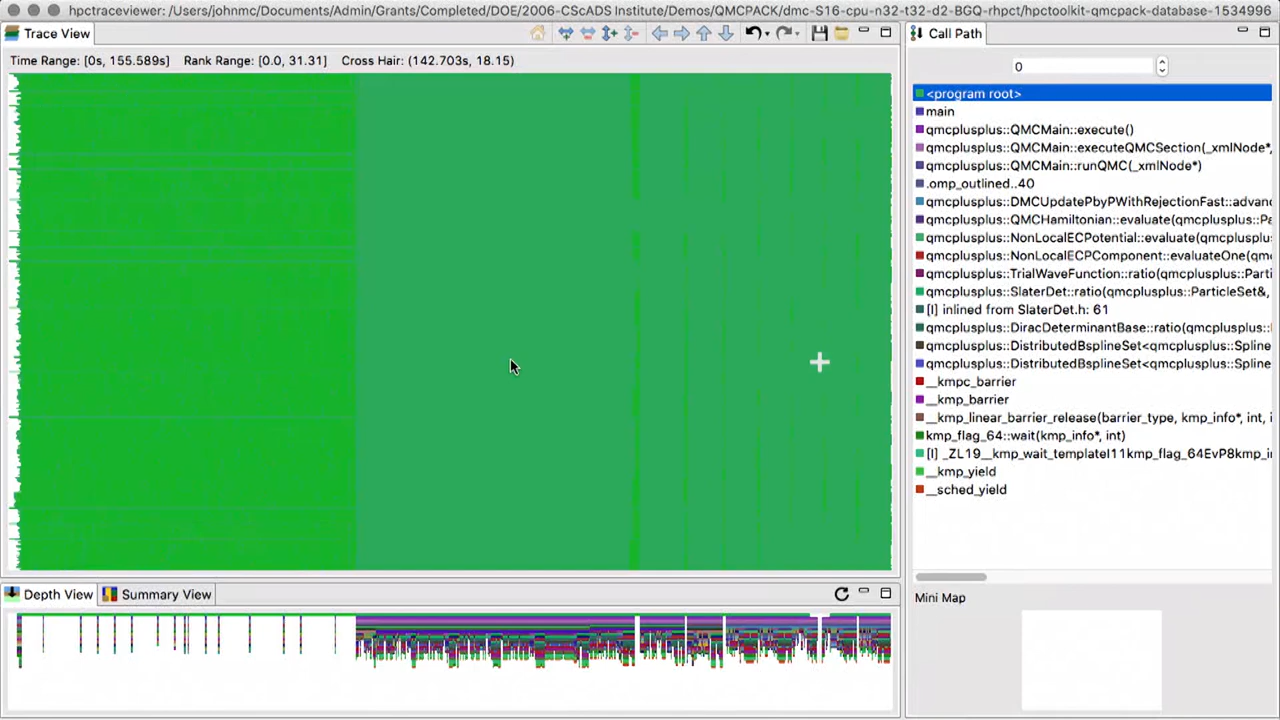 hpctraceviewer: /Users/johnmc/Documents/Admin/Grants/Completed/DOE/2006-CScADS Institute/Demos/QMCPACK/dmc-S16-cpu-n32-t32-d2-BGQ-rhpct/hpctoolkit-qmcpack-database-1534996
Trace View
Call Path
Time Range: [0s, 155.589s] Rank Range: [0.0, 31.31] Cross Hair: (142.703s, 18.15)
0
<program root>
main
qmcplusplus::QMCMain::execute()
qmcplusplus::QMCMain::executeQMCSection(_xmlNode*,
qmcplusplus::QMCMain::runQMC(_xmlNode*)
.omp_outlined..40
qmcplusplus::DMCUpdatePbyPWithRejectionFast::advanc
qmcplusplus::QMCHamiltonian::evaluate(qmcplusplus::Pa
qmcplusplus::NonLocalECPotential::evaluate(qmcplusplu
qmcplusplus::NonLocalECPComponent::evaluateOne(qm
qmcplusplus::TrialWaveFunction::ratio(qmcplusplus::Parti
qmcplusplus::SlaterDet::ratio(qmcplusplus::ParticleSet&,
[I] inlined from SlaterDet.h: 61
qmcplusplus::DiracDeterminantBase::ratio(qmcplusplus::
qmcplusplus::DistributedBsplineSet<qmcplusplus::Spline
qmcplusplus::DistributedBsplineSet<qmcplusplus::Spline
__kmpc_barrier
__kmp_barrier
__kmp_linear_barrier_release(barrier_type, kmp_info*, int, i
kmp_flag_64::wait(kmp_info*, int)
[I] _ZL19__kmp_wait_templateI11kmp_flag_64EvP8kmp_i
__kmp_yield
__sched_yield
Depth View
Summary View
Mini Map